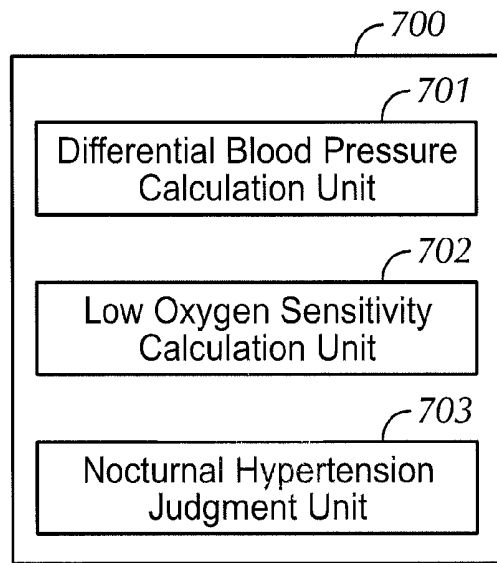 700
701
Differential Blood Pressure
Calculation Unit
702
Low Oxygen Sensitivity
Calculation Unit
703
Nocturnal Hypertension
Judgment Unit